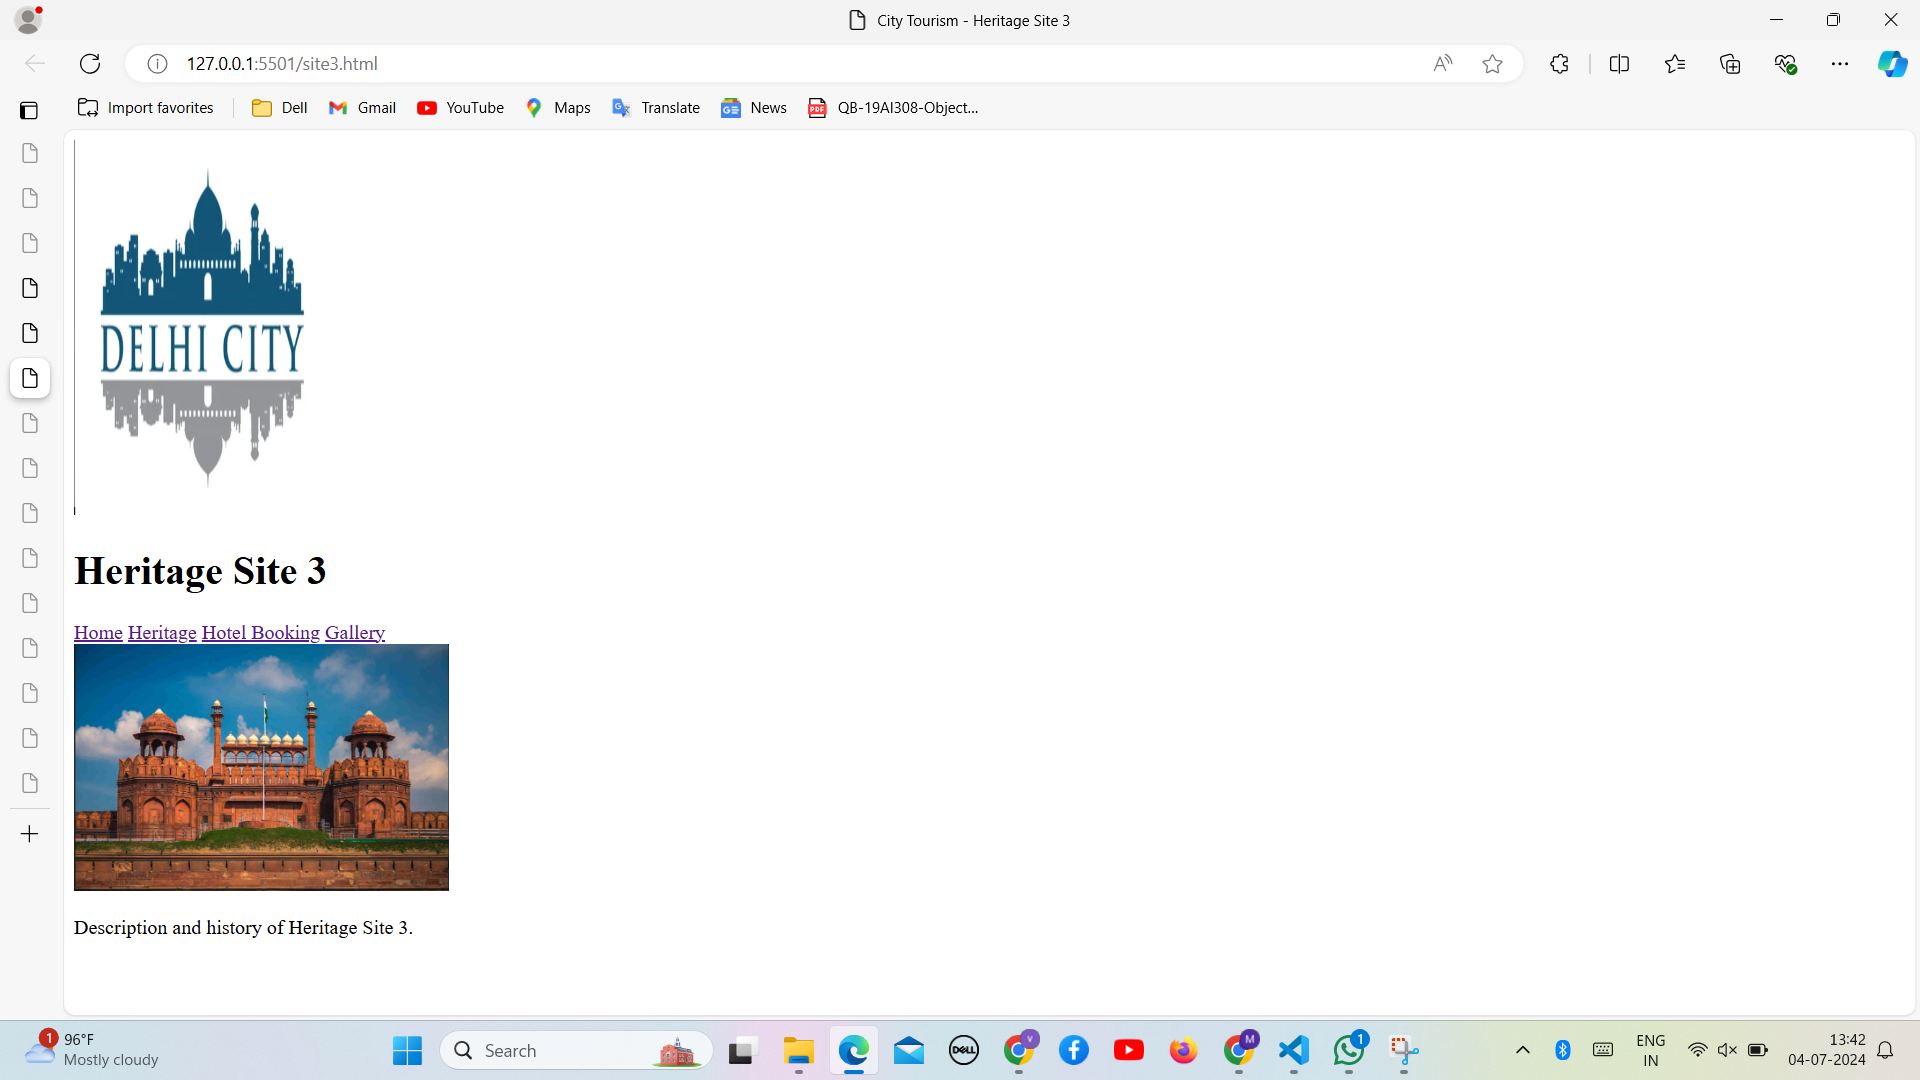 City Tourism - Heritage Site 3
127.0.0.1:5501/site3.html
Import favorites
Dell
Gmail
YouTube
Maps
Translate
News
QB-19AI308-Object...
DELHI CITY
Heritage Site 3
Home Heritage Hotel Booking Gallery
Description and history of Heritage Site 3.
1
96°F
Mostly cloudy
Search
DELL
V
M
1
ENG
IN
13:42
04-07-2024